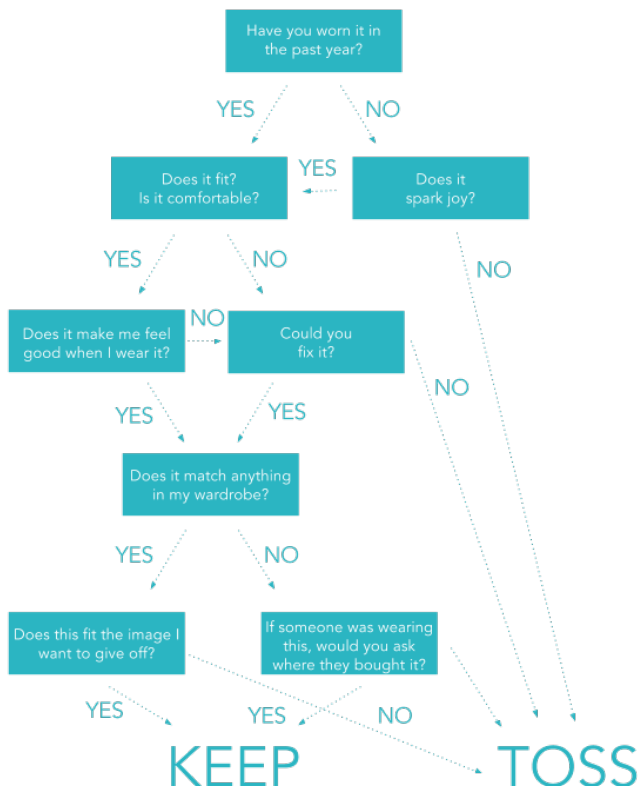 Have you worn it in
the past year?
YES
NO
Does it fit?
Is it comfortable?
YES
Does it
spark joy?
YES
NO
NO
Does it make me feel
good when I wear it?
NO
Could you
fix it?
NO
YES
YES
Does it match anything
in my wardrobe?
YES
NO
Does this fit the image I
want to give off?
If someone was wearing
this, would you ask
where they bought it?
YES
YES
NO
KEEP
TOSS